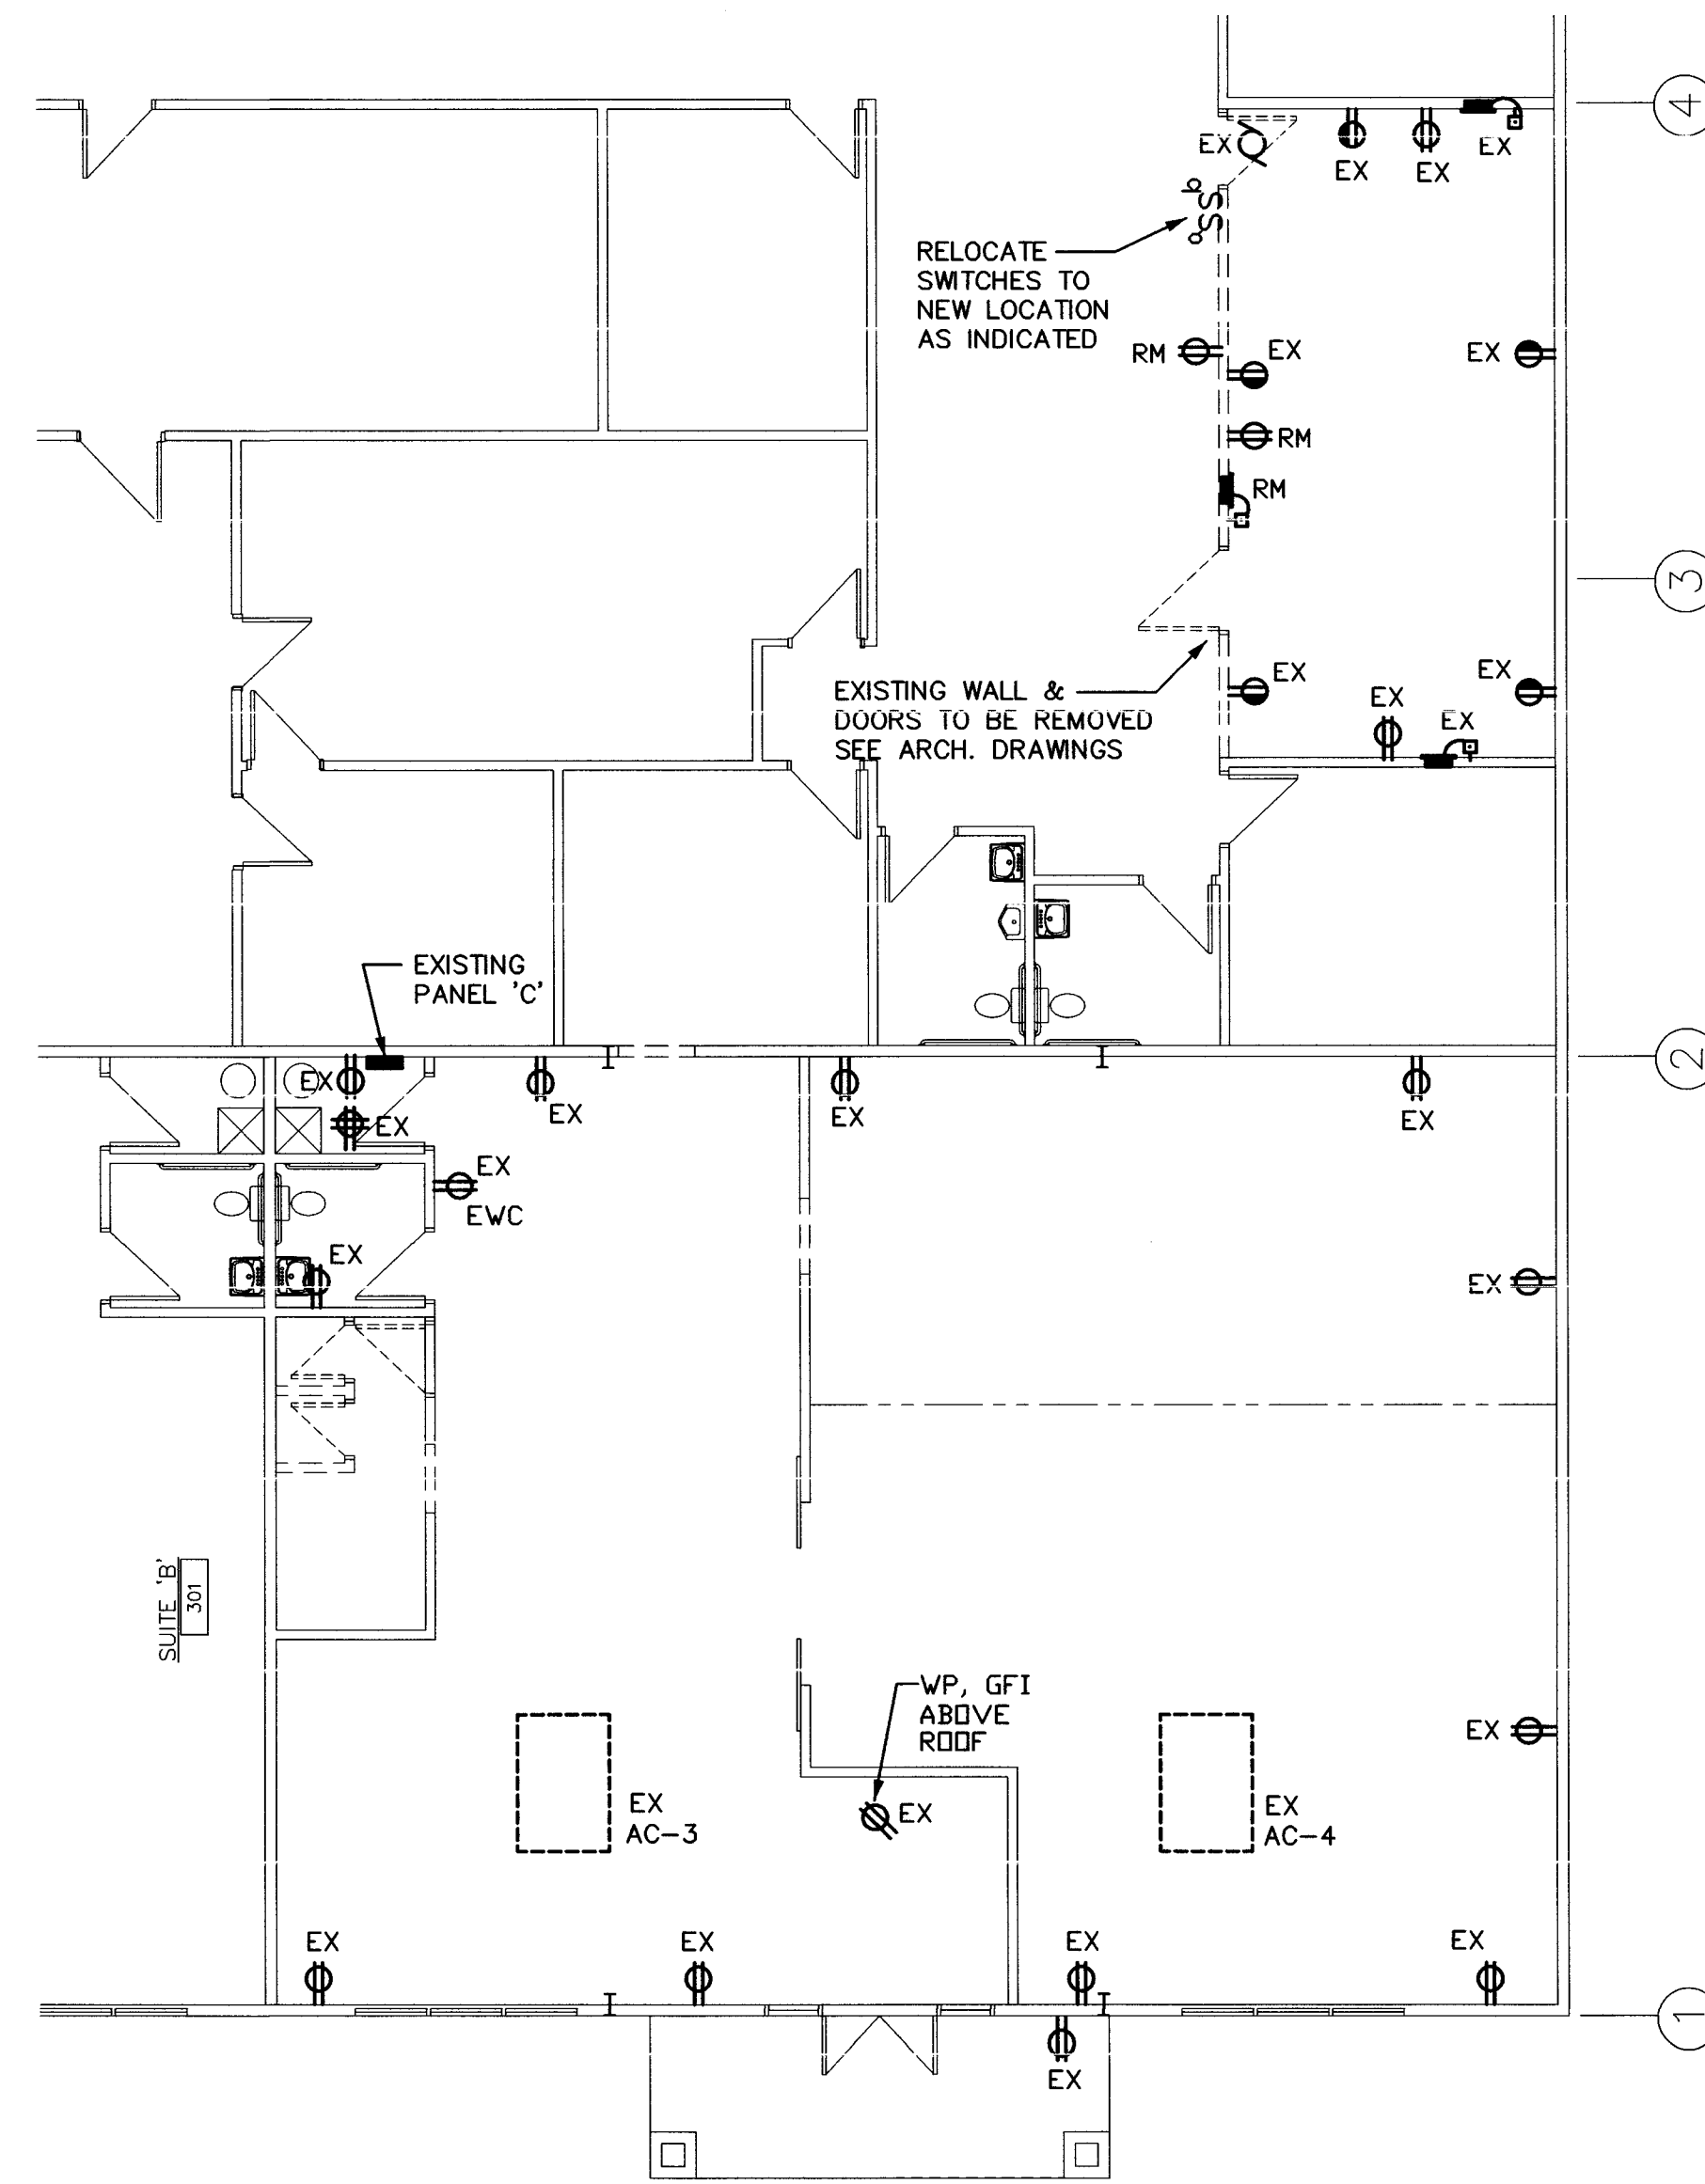 4
EX
EX
EX
EX
b
SS
a
RELOCATE
SWITCHES TO
NEW LOCATION
AS INDICATED
RM
EX
EX
RM
RM
3
EXISTING WALL &
DOORS TO BE REMOVED
SEE ARCH. DRAWINGS
EX
EX
EX
EX
EXISTING
PANEL 'C'
2
EX
EX
EX
EX
EX
EX
EWC
EX
EX
SUITE 'B'
301
WP, GFI
ABOVE
ROOF
EX
EX
AC-3
EX
EX
AC-4
EX
EX
EX
EX
1
EX